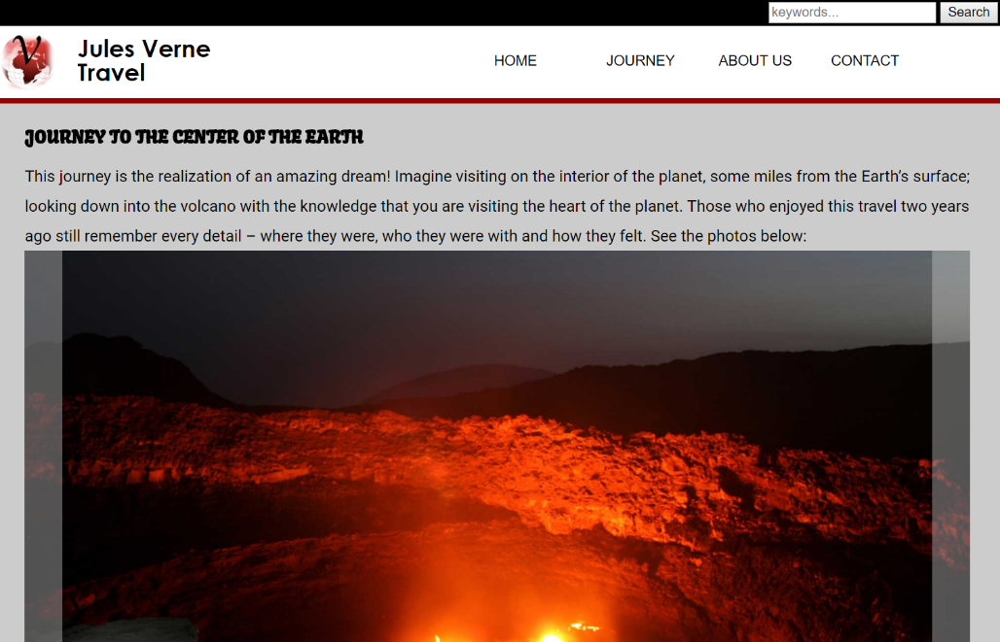 keywords... Search
V
Jules Verne
Travel
HOME JOURNEY ABOUT US CONTACT
JOURNEY TO THE CENTER OF THE EARTH
This journey is the realization of an amazing dream! Imagine visiting on the interior of the planet, some miles from the Earth’s surface;
looking down into the volcano with the knowledge that you are visiting the heart of the planet. Those who enjoyed this travel two years
ago still remember every detail – where they were, who they were with and how they felt. See the photos below: